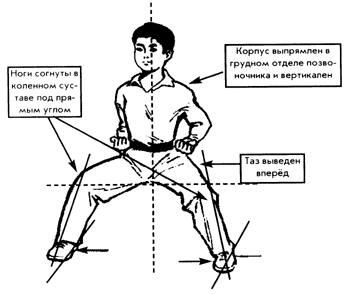 Корпус выпрямлен в
грудном отделе позво-
ночника и вертикален
Ноги согнуты в
коленном сус-
таве под пря-
мым углом
Таз выведен
вперёд